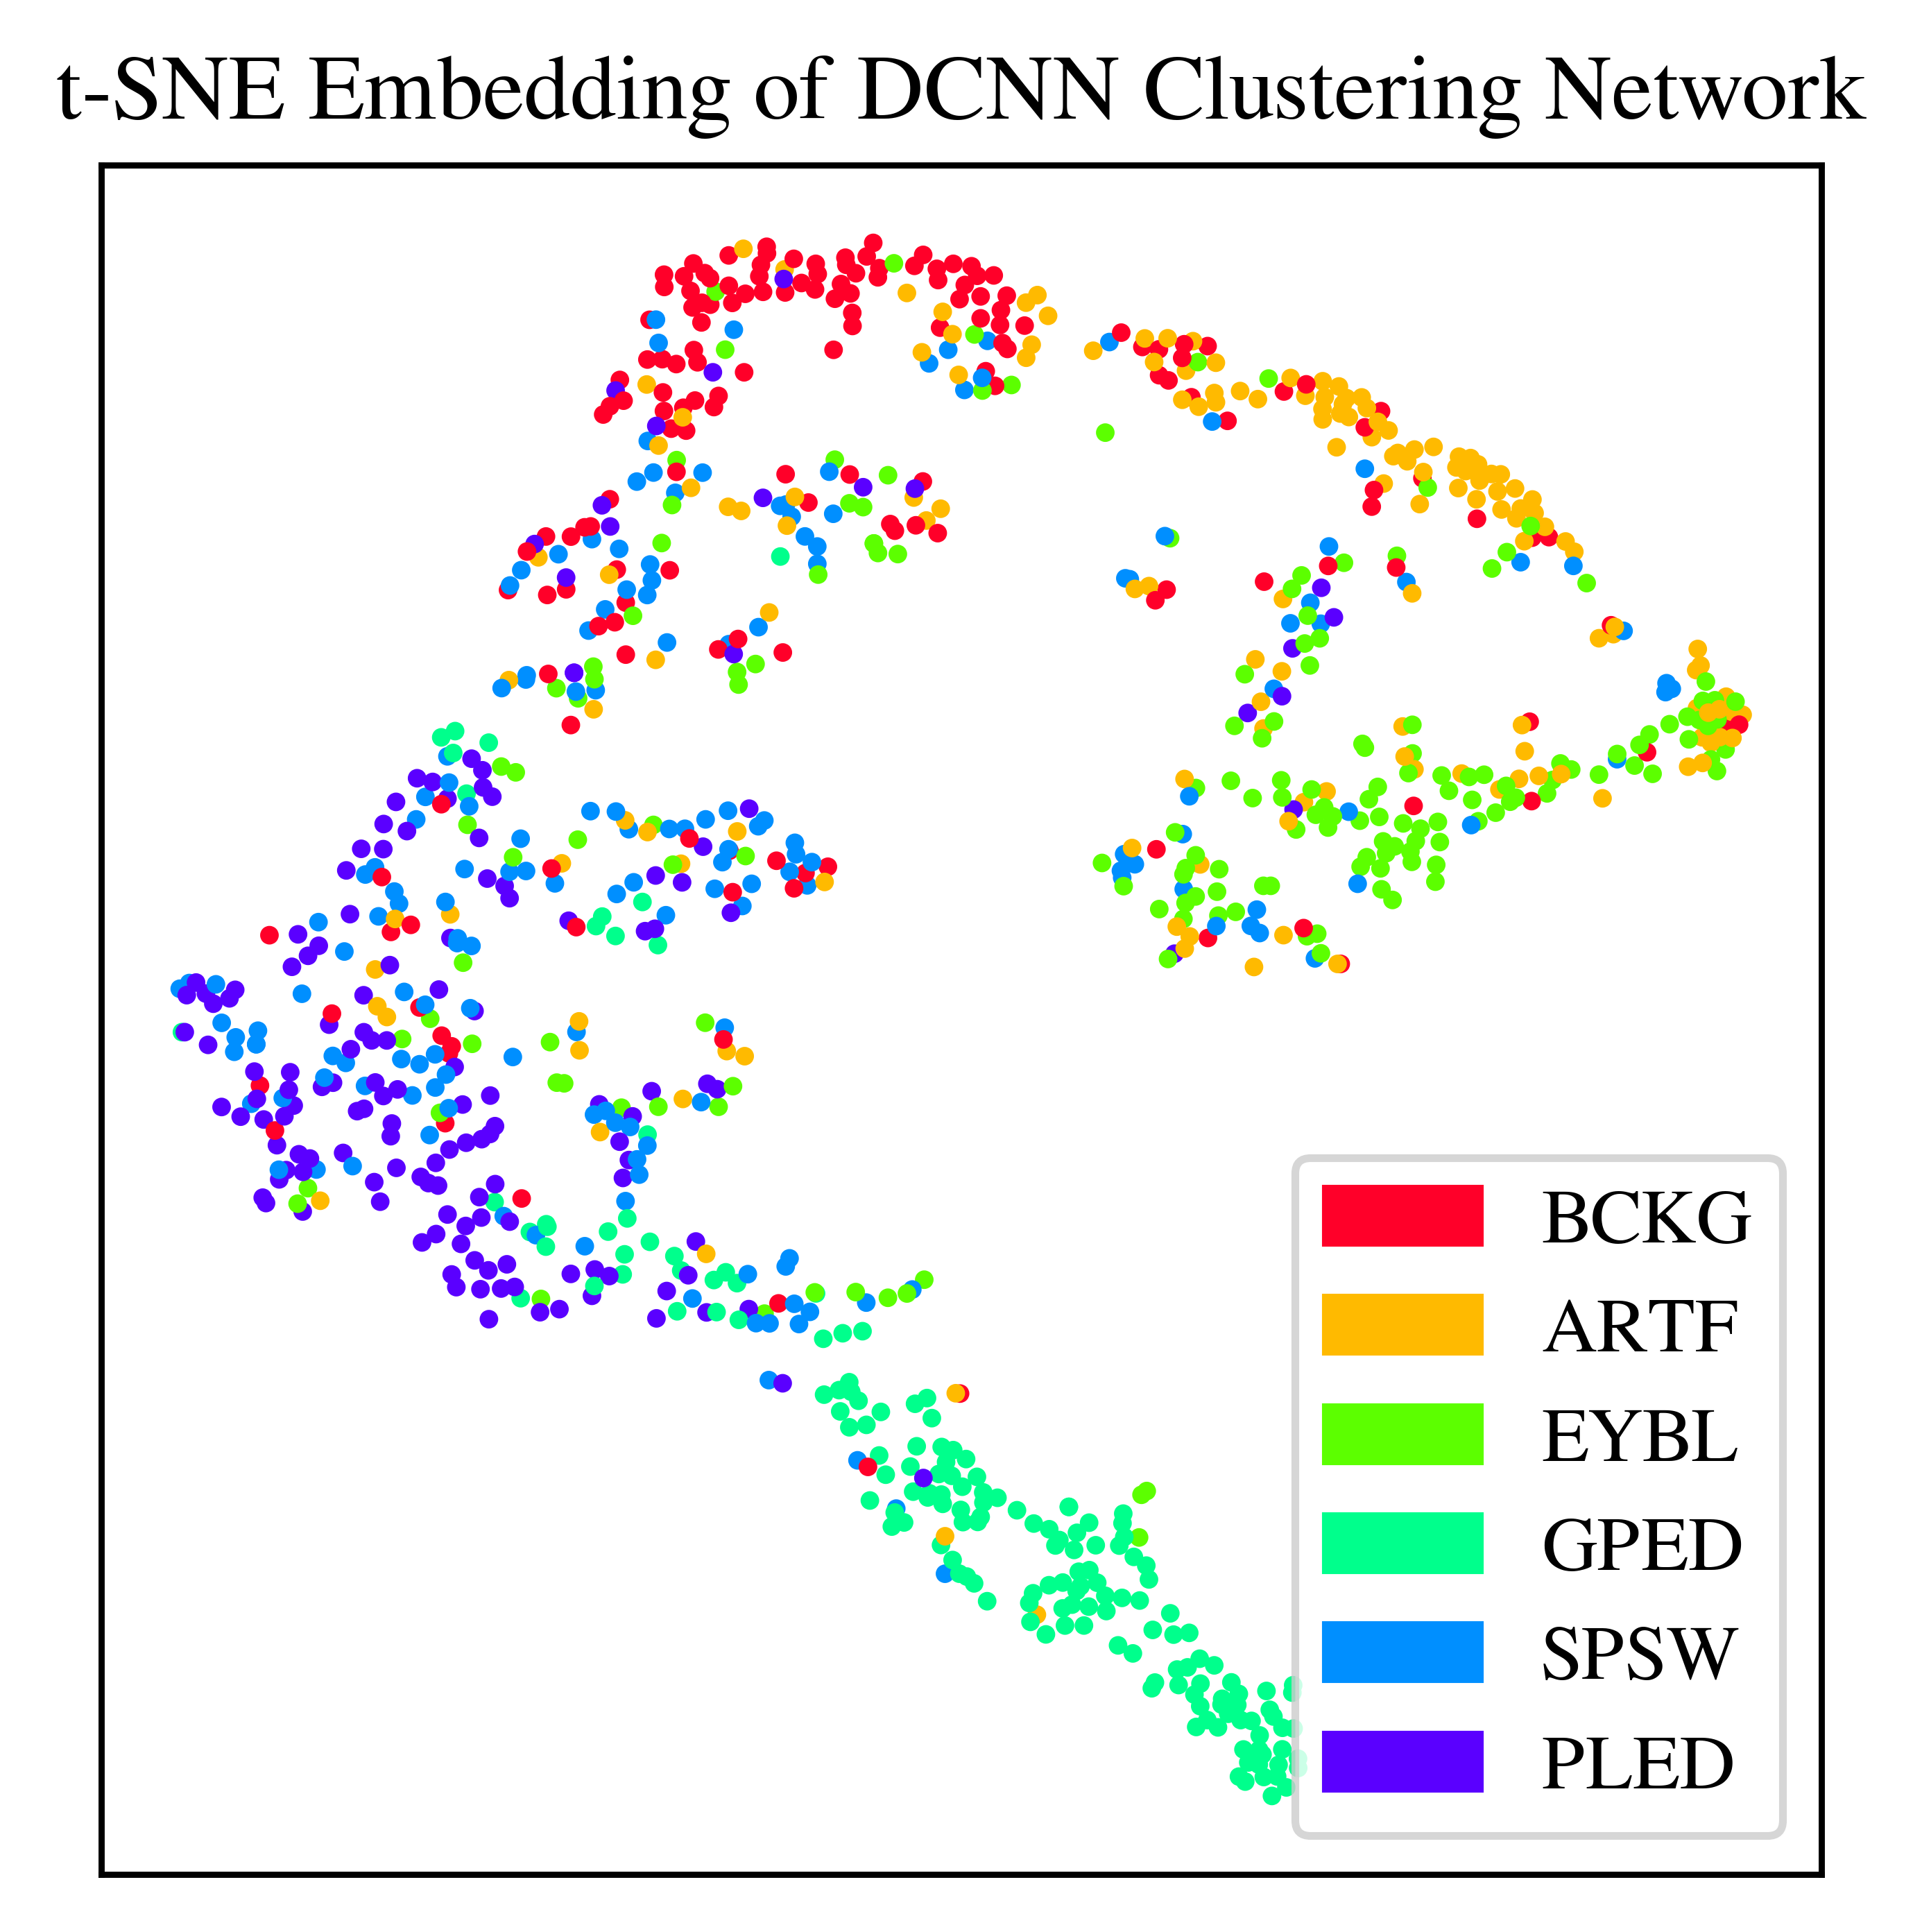 t-SNE Embedding of DCNN Clustering Network
BCKG
ARTF
EYBL
GPED
SPSW
PLED